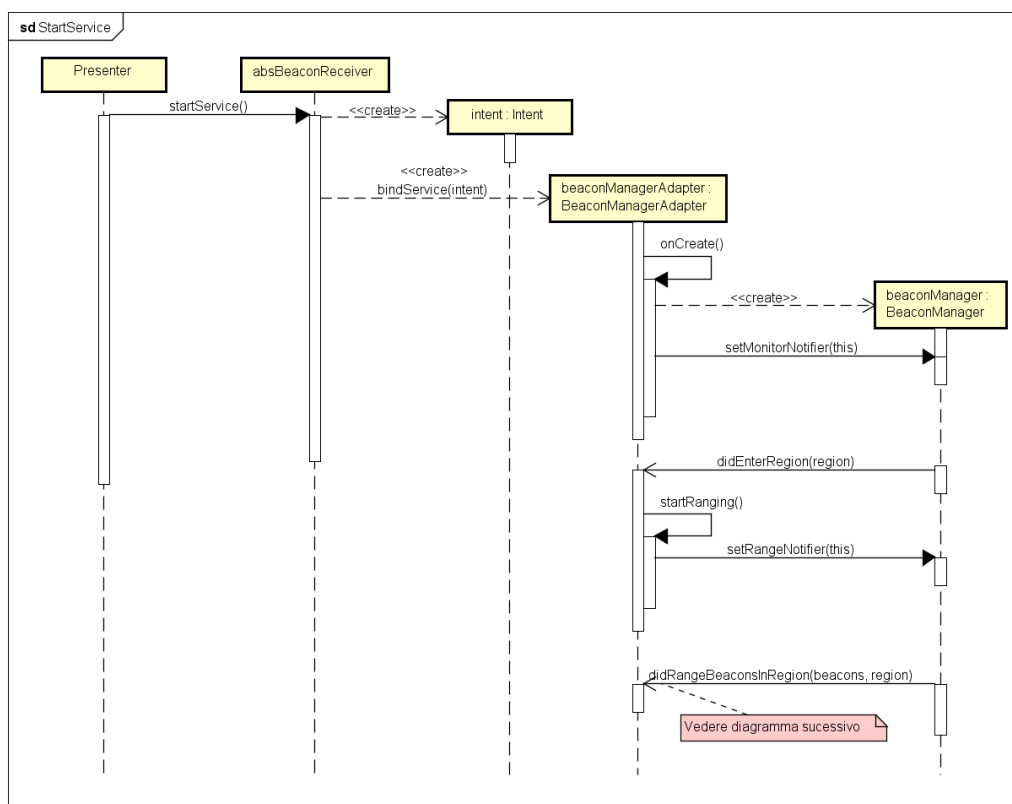 sd StartService
Presenter
absBeaconReceiver
startService()
<<create>>
intent : Intent
<<create>>
bindService(intent)
beaconManagerAdapter :
BeaconManagerAdapter
onCreate()
<<create>>
beaconManager :
BeaconManager
setMonitorNotifier(this)
didEnterRegion(region)
startRanging()
setRangeNotifier(this)
didRangeBeaconsInRegion(beacons, region)
Vedere diagramma sucessivo